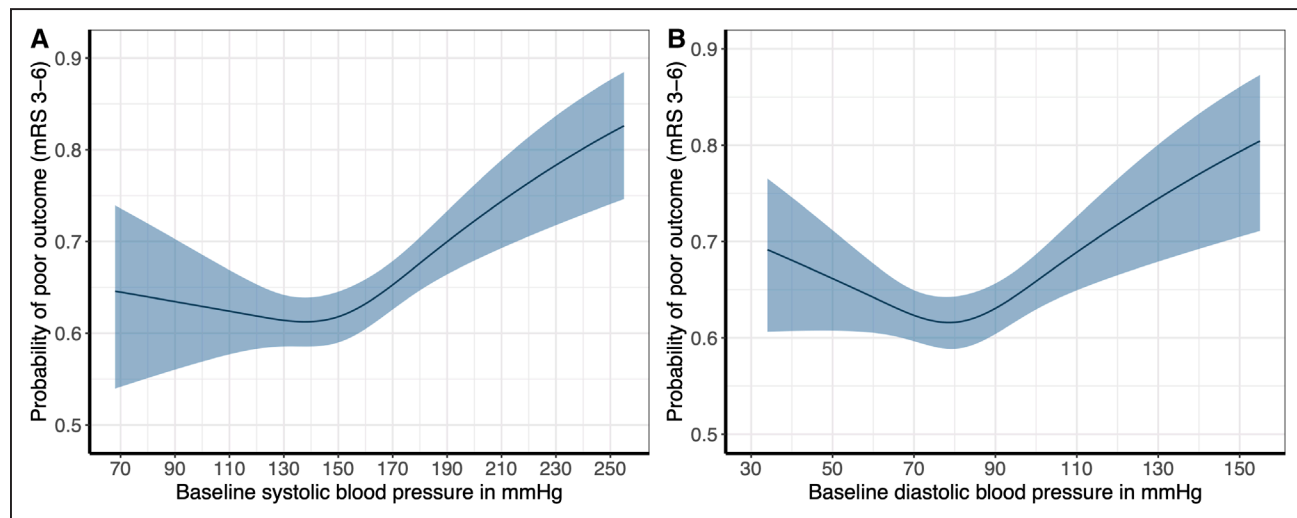 A
Probability of poor outcome (mRS 3–6)
0.9
0.8
0.7
0.6
0.5
70 90 110 130 150 170 190 210 230 250
Baseline systolic blood pressure in mmHg
B
Probability of poor outcome (mRS 3–6)
0.9
0.8
0.7
0.6
0.5
30 50 70 90 110 130 150
Baseline diastolic blood pressure in mmHg